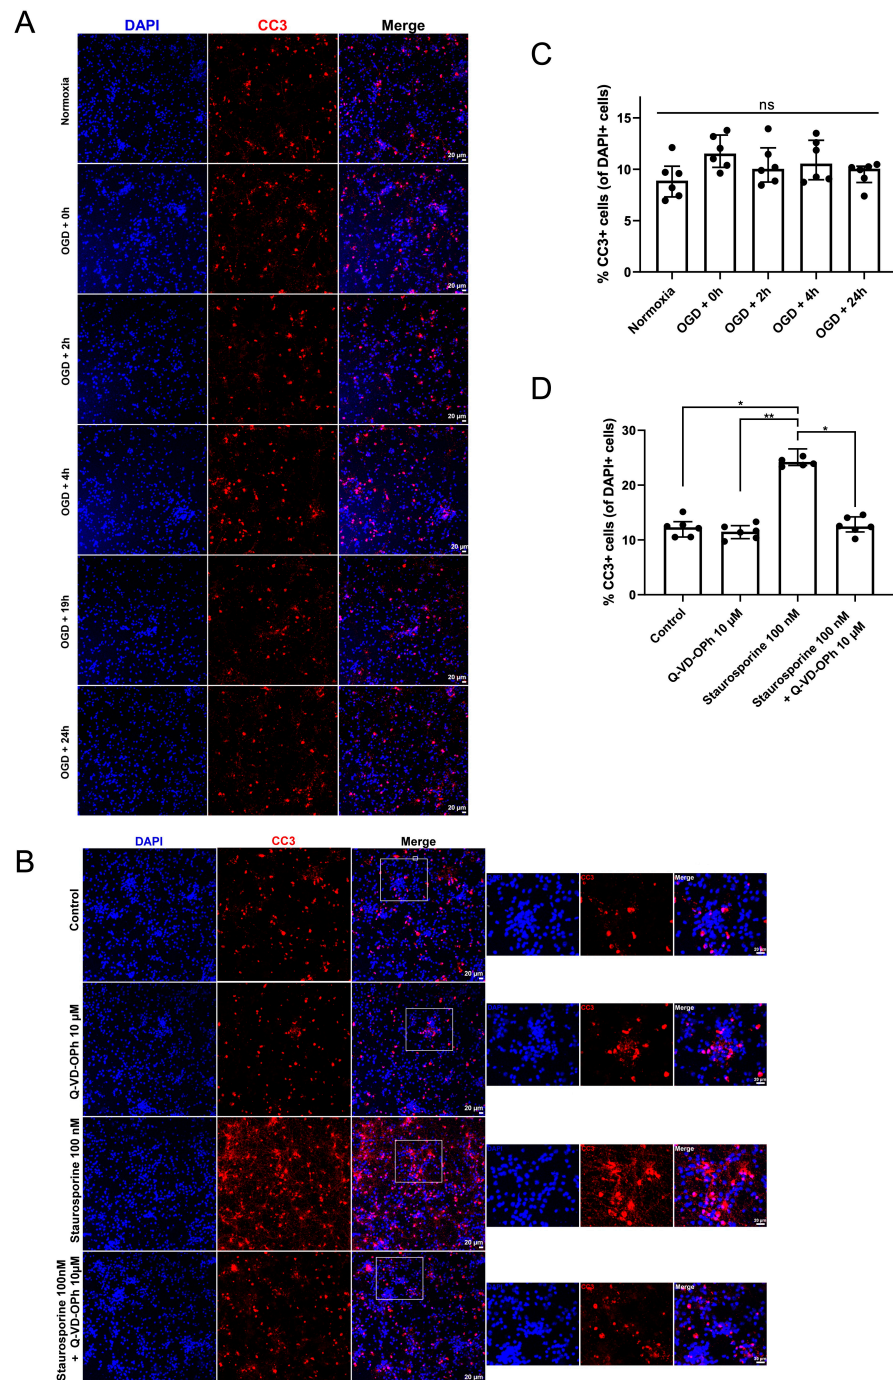 A
DAPI
CC3
Merge
Normoxia
20 µm
OGD + 0h
20 µm
OGD + 2h
20 µm
OGD + 4h
20 µm
OGD + 19h
20 µm
OGD + 24h
20 µm
C
ns
% CC3+ cells (of DAPI+ cells)
15
10
5
0
Normoxia
OGD + 0h
OGD + 2h
OGD + 4h
OGD + 24h
D
*
**
*
% CC3+ cells (of DAPI+ cells)
30
20
10
0
Control
Q-VD-OPh 10 µM
Staurosporine 100 nM
Staurosporine 100 nM
+ Q-VD-OPh 10 µM
B
DAPI
CC3
Merge
Control
20 µm
CC3
Merge
20 µm
Q-VD-OPh 10 µM
20 µm
CC3
Merge
20 µm
Staurosporine 100 nM
20 µm
CC3
Merge
20 µm
Staurosporine 100nM
+ Q-VD-OPh 10µM
20 µm
CC3
Merge
20 µm